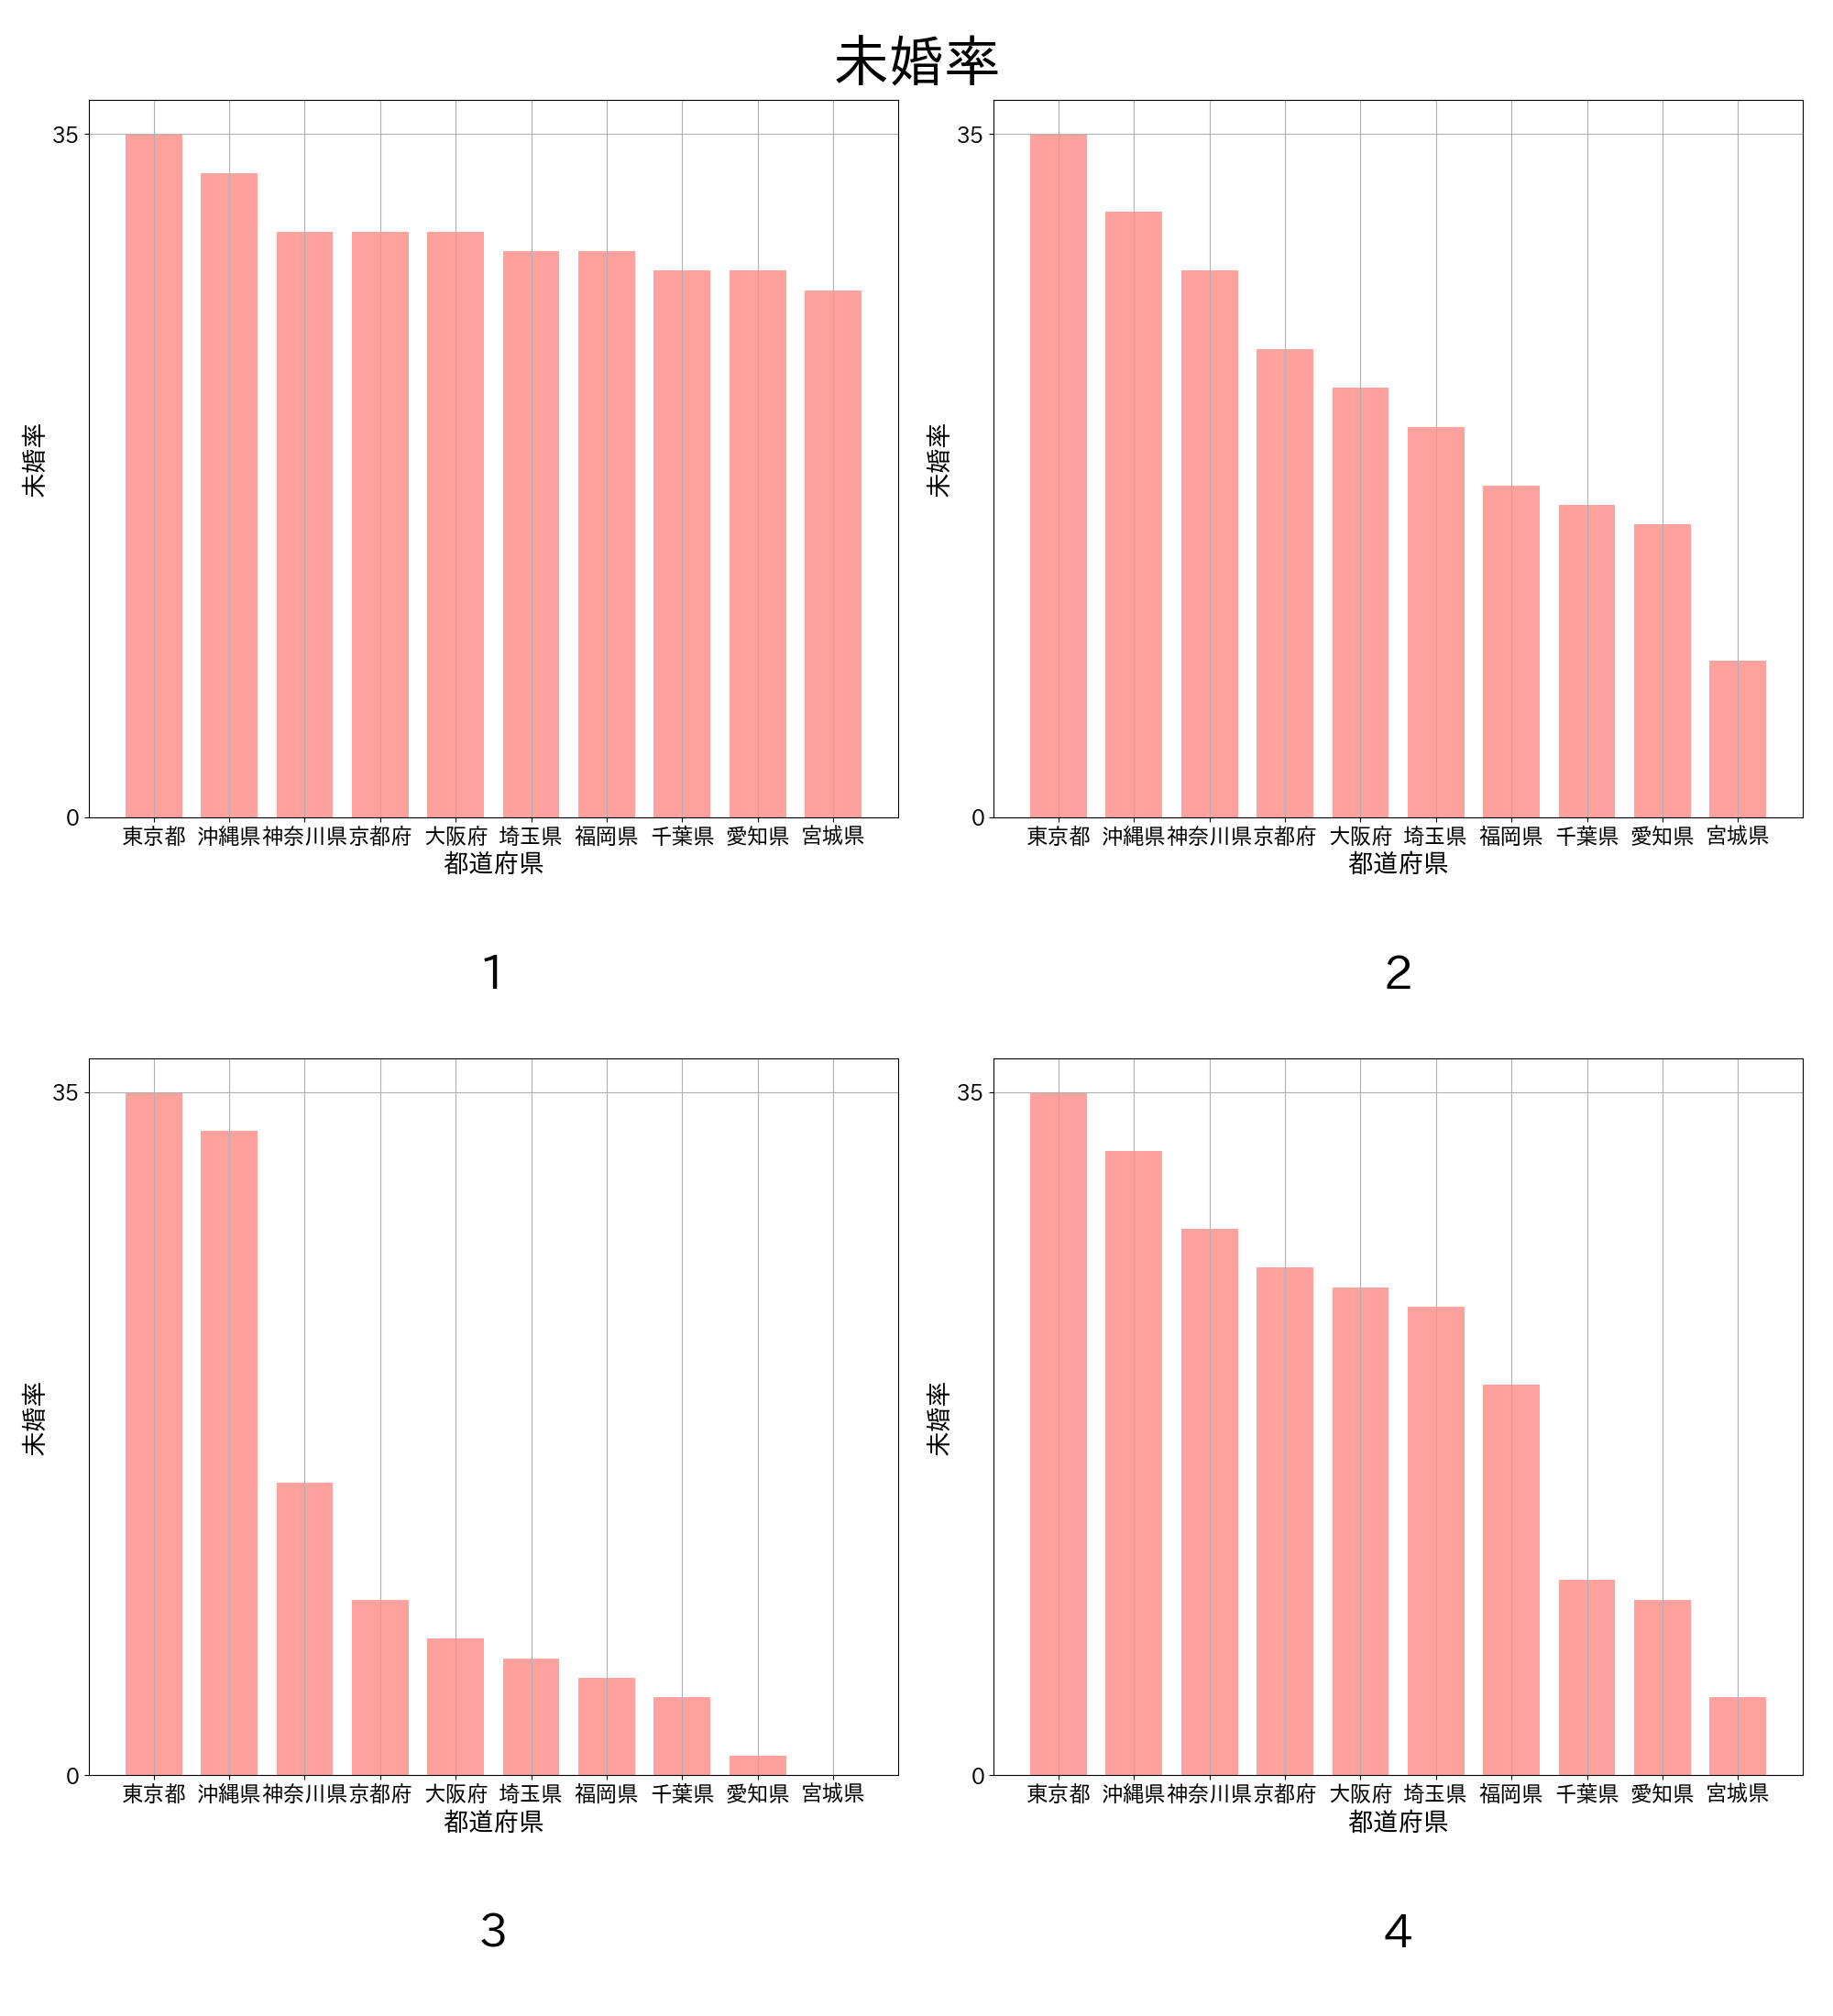 未婚率
35
0
未婚率
東京都 沖縄県 神奈川県 京都府 大阪府 埼玉県 福岡県 千葉県 愛知県 宮城県
都道府県
1
35
0
未婚率
東京都 沖縄県 神奈川県 京都府 大阪府 埼玉県 福岡県 千葉県 愛知県 宮城県
都道府県
2
35
0
未婚率
東京都 沖縄県 神奈川県 京都府 大阪府 埼玉県 福岡県 千葉県 愛知県 宮城県
都道府県
3
35
0
未婚率
東京都 沖縄県 神奈川県 京都府 大阪府 埼玉県 福岡県 千葉県 愛知県 宮城県
都道府県
4